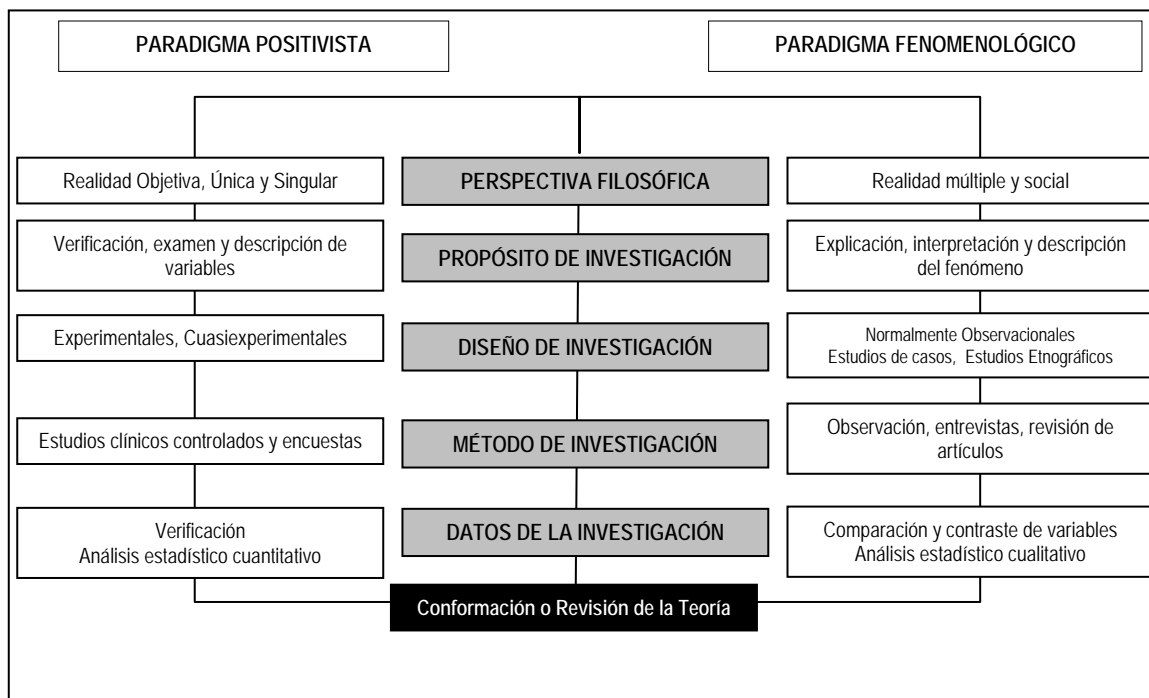 PARADIGMA POSITIVISTA
PARADIGMA FENOMENOLÓGICO
Realidad Objetiva, Única y Singular
PERSPECTIVA FILOSÓFICA
Realidad múltiple y social
Verificación, examen y descripción de
variables
PROPÓSITO DE INVESTIGACIÓN
Explicación, interpretación y descripción
del fenómeno
Experimentales, Cuasiexperimentales
DISEÑO DE INVESTIGACIÓN
Normalmente Observacionales
Estudios de casos, Estudios Etnográficos
Estudios clínicos controlados y encuestas
MÉTODO DE INVESTIGACIÓN
Observación, entrevistas, revisión de
artículos
Verificación
Análisis estadístico cuantitativo
DATOS DE LA INVESTIGACIÓN
Comparación y contraste de variables
Análisis estadístico cualitativo
Conformación o Revisión de la Teoría